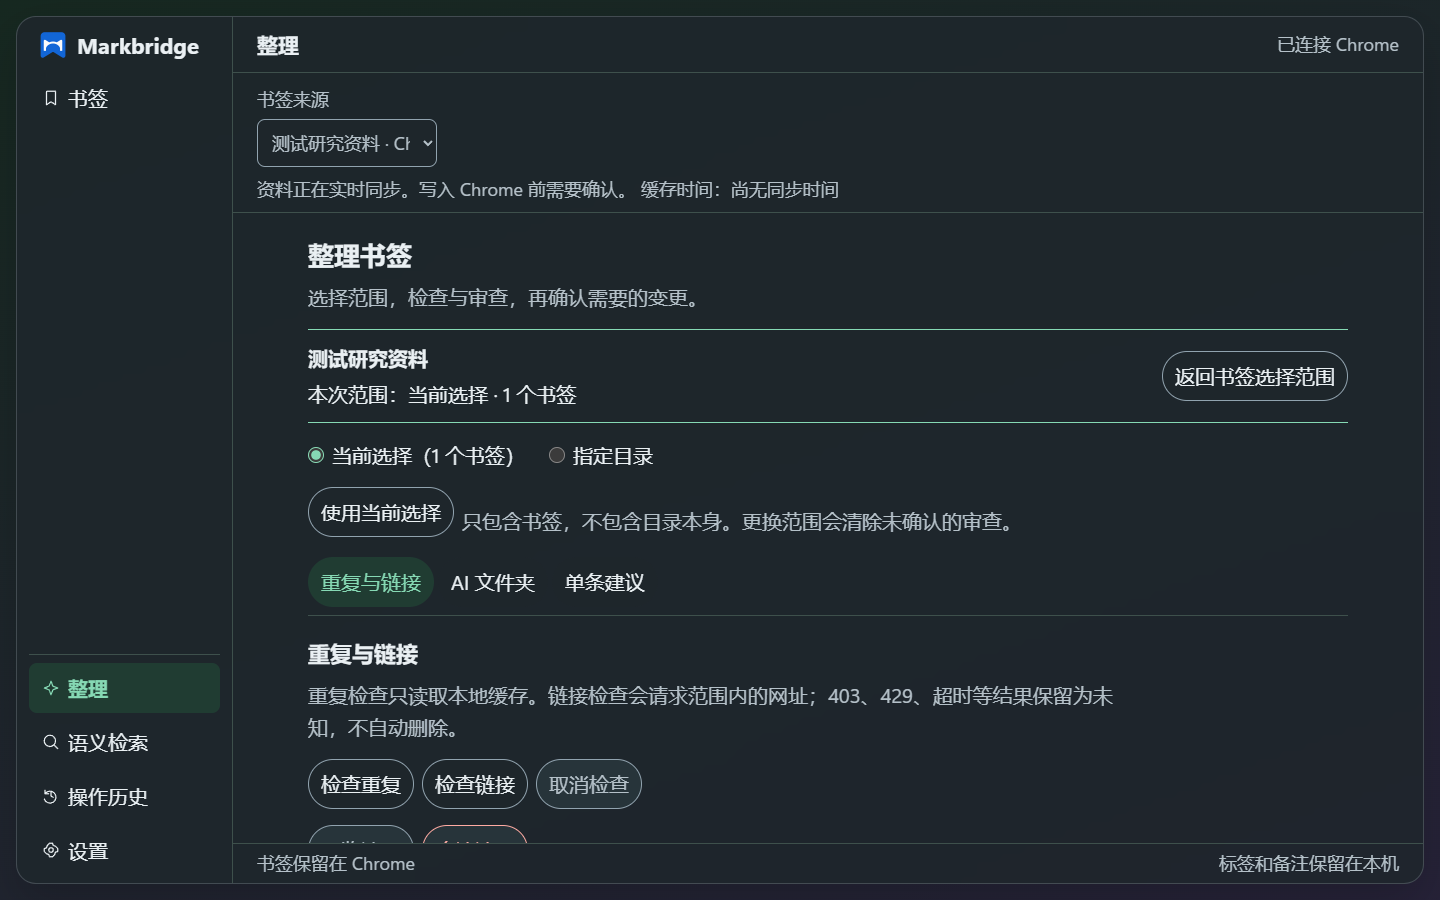 Markbridge
整理
已连接 Chrome
书签
书签来源
测试研究资料 · Ch
资料正在实时同步。写入 Chrome 前需要确认。 缓存时间：尚无同步时间
整理书签
选择范围，检查与审查，再确认需要的变更。
测试研究资料
本次范围：当前选择 · 1 个书签
返回书签选择范围
当前选择（1 个书签）
指定目录
使用当前选择
只包含书签，不包含目录本身。更换范围会清除未确认的审查。
重复与链接
AI 文件夹
单条建议
重复与链接
重复检查只读取本地缓存。链接检查会请求范围内的网址；403、429、超时等结果保留为未
知，不自动删除。
检查重复
检查链接
取消检查
整理
语义检索
操作历史
设置
书签保留在 Chrome
标签和备注保留在本机